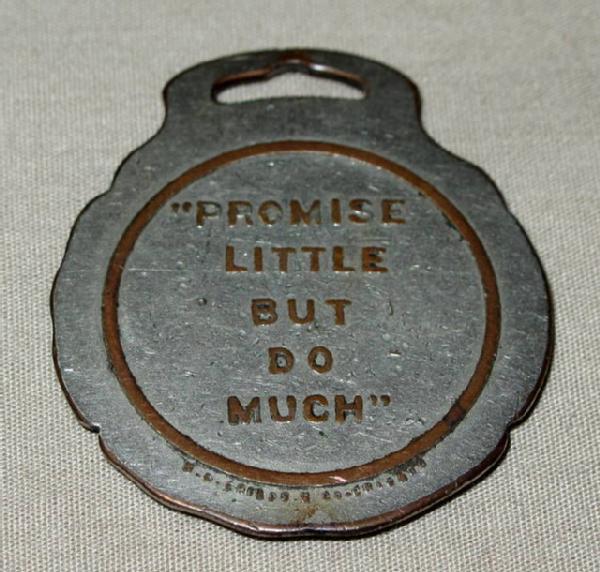 "PROMISE
LITTLE
BUT
DO
MUCH"